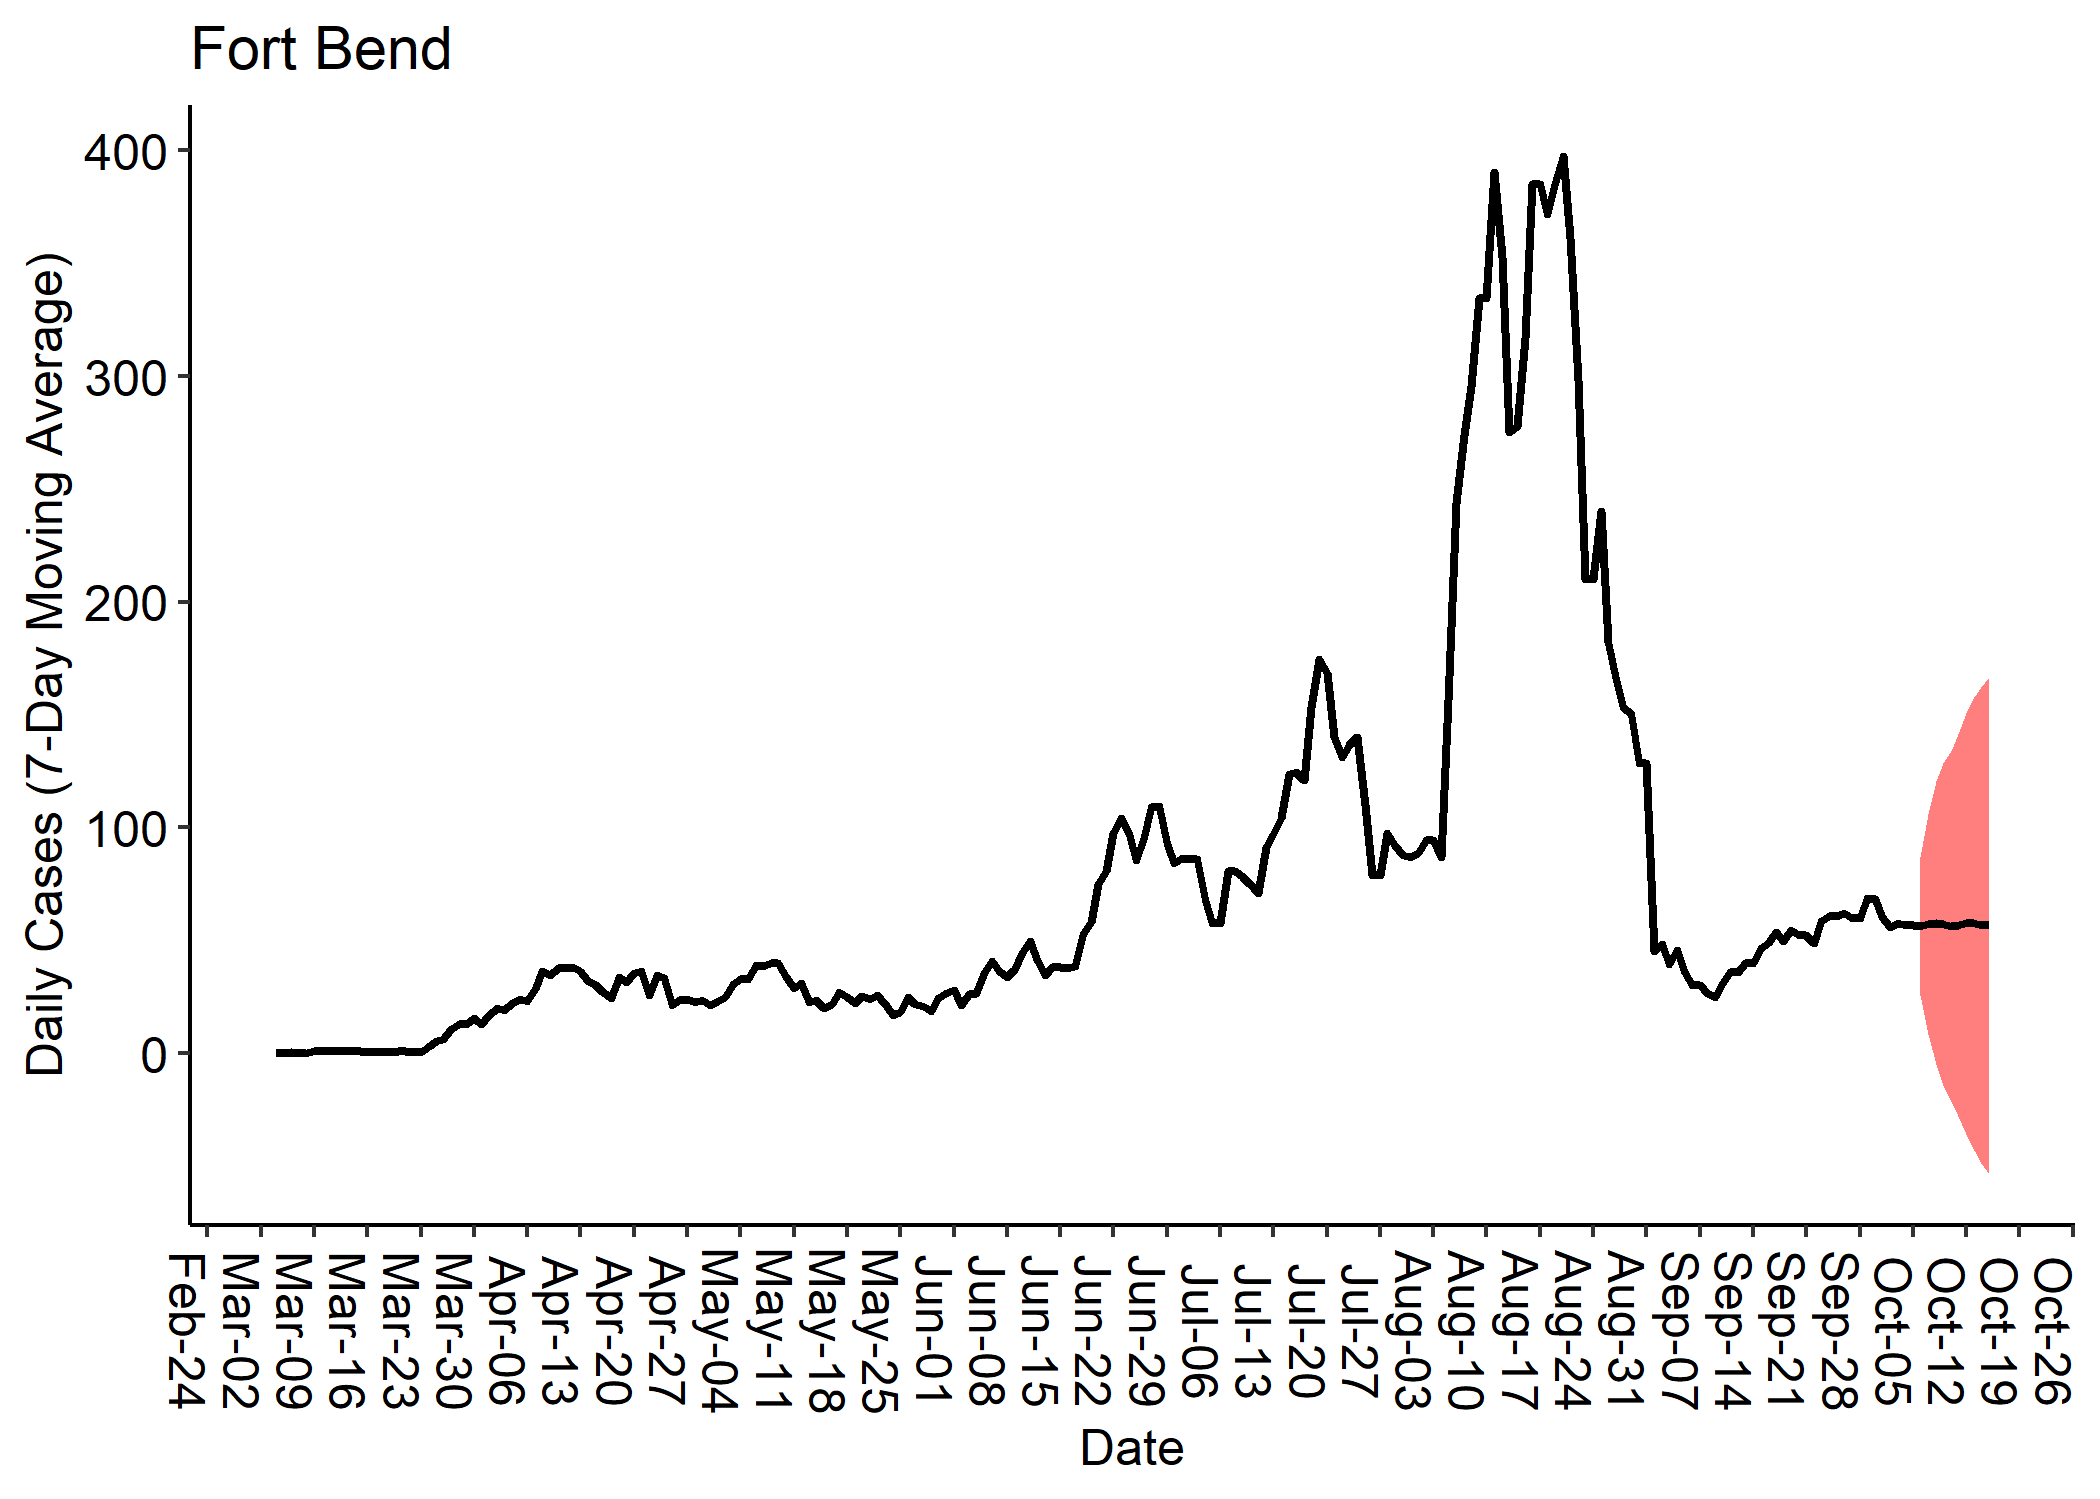 Fort Bend
Daily Cases (7-Day Moving Average)
400
300
200
100
0
Feb-24
Mar-02
Mar-09
Mar-16
Mar-23
Mar-30
Apr-06
Apr-13
Apr-20
Apr-27
May-04
May-11
May-18
May-25
Jun-01
Jun-08
Jun-15
Jun-22
Jun-29
Jul-06
Jul-13
Jul-20
Jul-27
Aug-03
Aug-10
Aug-17
Aug-24
Aug-31
Sep-07
Sep-14
Sep-21
Sep-28
Oct-05
Oct-12
Oct-19
Oct-26
Date